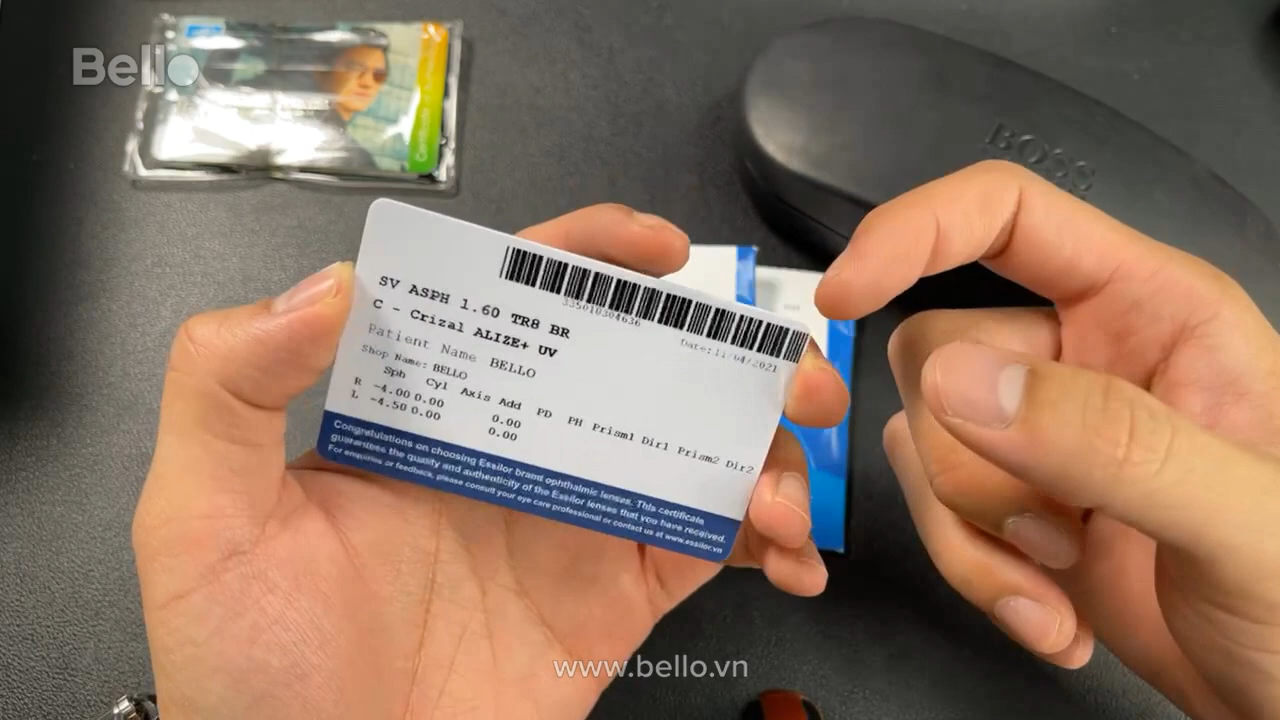 Bello
BOSS
335010304636
Date:11/04/2021
SV ASPH 1.60 TR8 BR
C - Crizal ALIZE+ UV
Patient Name BELLO
Shop Name: BELLO
Sph Cyl Axis Add PD PH Prism1 Dir1 Prism2 Dir2
R -4.00 0.00 0.00
L -4.50 0.00 0.00
Congratulations on choosing Essilor brand ophthalmic lenses. This certificate
guarantees the quality and authenticity of the Essilor lenses that you have received.
For enquiries or feedback, please consult your eye care professional or contact us at www.essilor.vn
www.bello.vn